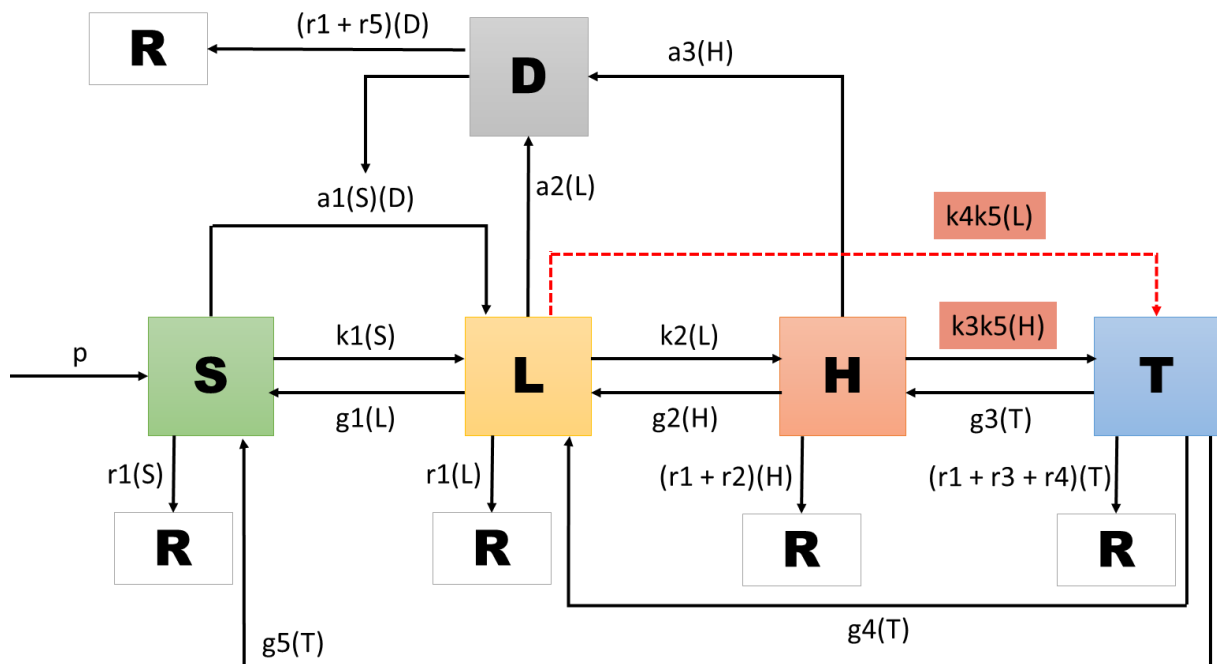 R
(r1 + r5)(D)
D
a3(H)
a1(S)(D)
a2(L)
k4k5(L)
p
S
k1(S)
g1(L)
L
k2(L)
g2(H)
H
k3k5(H)
g3(T)
T
r1(S)
r1(L)
(r1 + r2)(H)
(r1 + r3 + r4)(T)
R
R
R
R
g5(T)
g4(T)